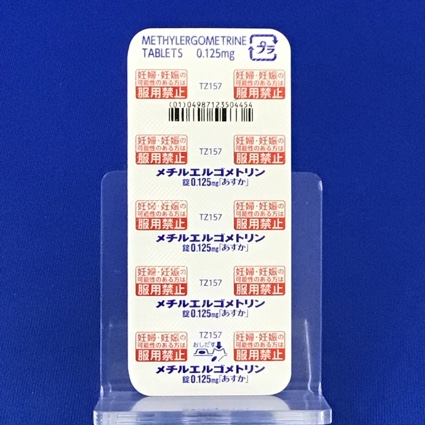 METHYLERGOMETRINE
TABLETS 0.125mg
プラ
妊婦・妊娠の
可能性のある方は
服用禁止
TZ157
妊婦・妊娠の
可能性のある方は
服用禁止
(01)04987123504454
妊婦・妊娠の
可能性のある方は
服用禁止
TZ157
妊婦・妊娠の
可能性のある方は
服用禁止
メチルエルゴメトリン
錠0.125mg「あすか」
妊婦・妊娠の
可能性のある方は
服用禁止
TZ157
妊婦・妊娠の
可能性のある方は
服用禁止
メチルエルゴメトリン
錠0.125mg「あすか」
妊婦・妊娠の
可能性のある方は
服用禁止
TZ157
妊婦・妊娠の
可能性のある方は
服用禁止
メチルエルゴメトリン
錠0.125mg「あすか」
妊婦・妊娠の
可能性のある方は
服用禁止
TZ157
おしだす
妊婦・妊娠の
可能性のある方は
服用禁止
メチルエルゴメトリン
錠0.125mg「あすか」